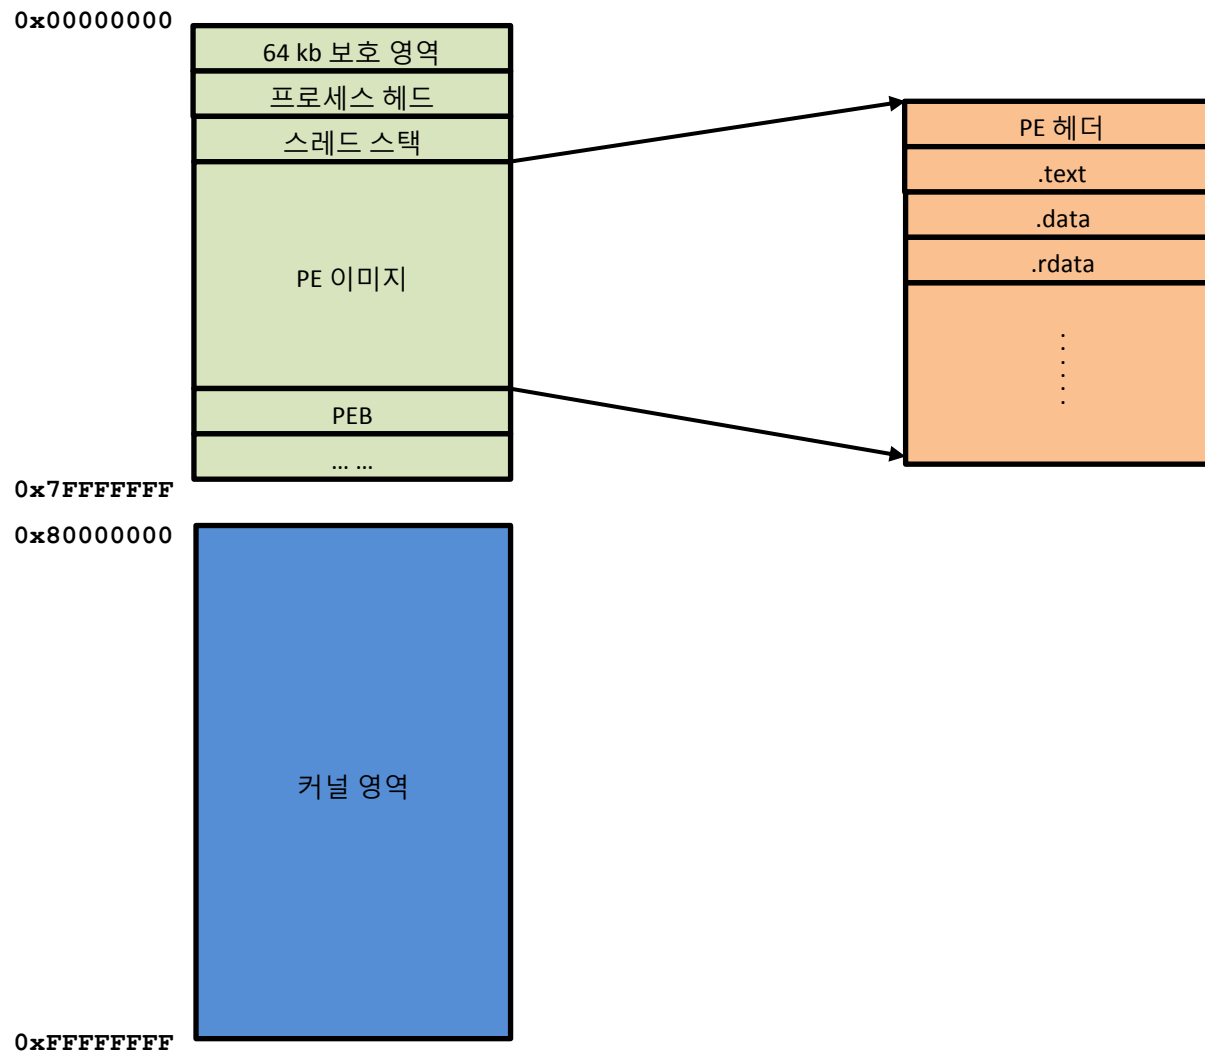 0x00000000
64 kb 보호 영역
프로세스 헤드
스레드 스택
PE 이미지
PEB
... ...
0x7FFFFFFF
PE 헤더
.text
.data
.rdata
......
0x80000000
커널 영역
0xFFFFFFFF